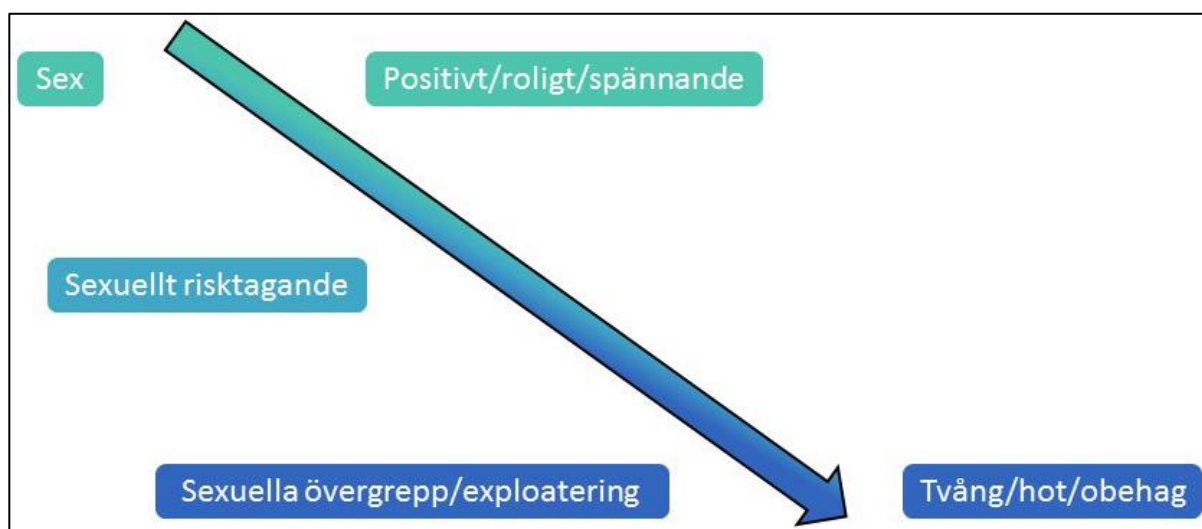 Sex
Positivt/roligt/spännande
Sexuellt risktagande
Sexuella övergrepp/exploatering
Tvång/hot/obehag